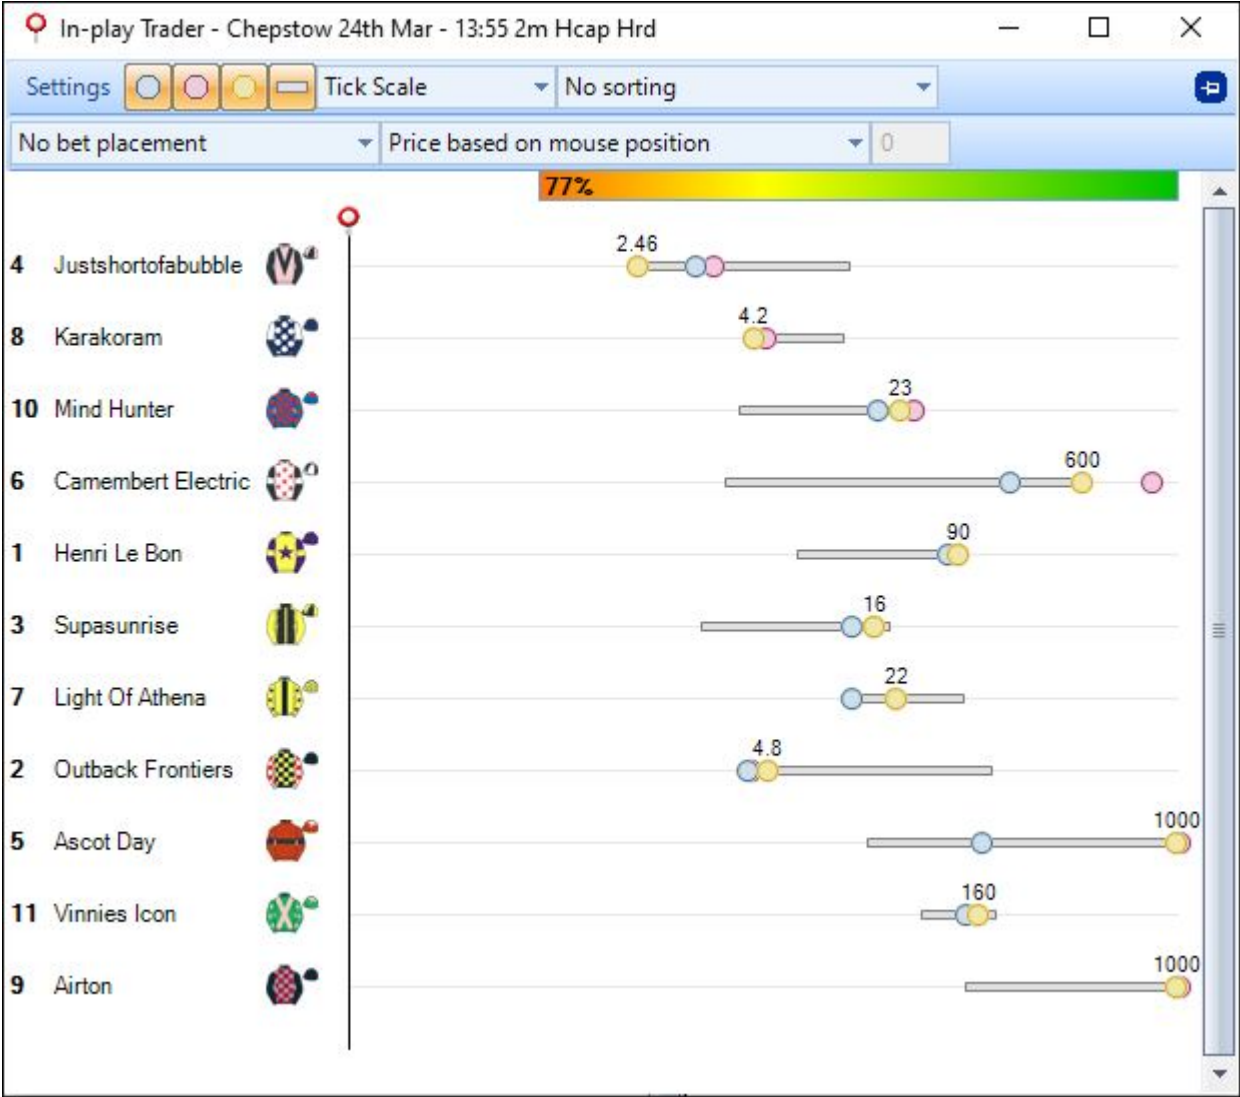 In-play Trader - Chepstow 24th Mar - 13:55 2m Hcap Hrd
Settings Tick Scale No sorting
No bet placement Price based on mouse position 0
77%
2.46
4 Justshortofabubble
4.2
8 Karakoram
23
10 Mind Hunter
600
6 Camembert Electric
90
1 Henri Le Bon
16
3 Supasunrise
22
7 Light Of Athena
4.8
2 Outback Frontiers
1000
5 Ascot Day
160
11 Vinnies Icon
1000
9 Airton